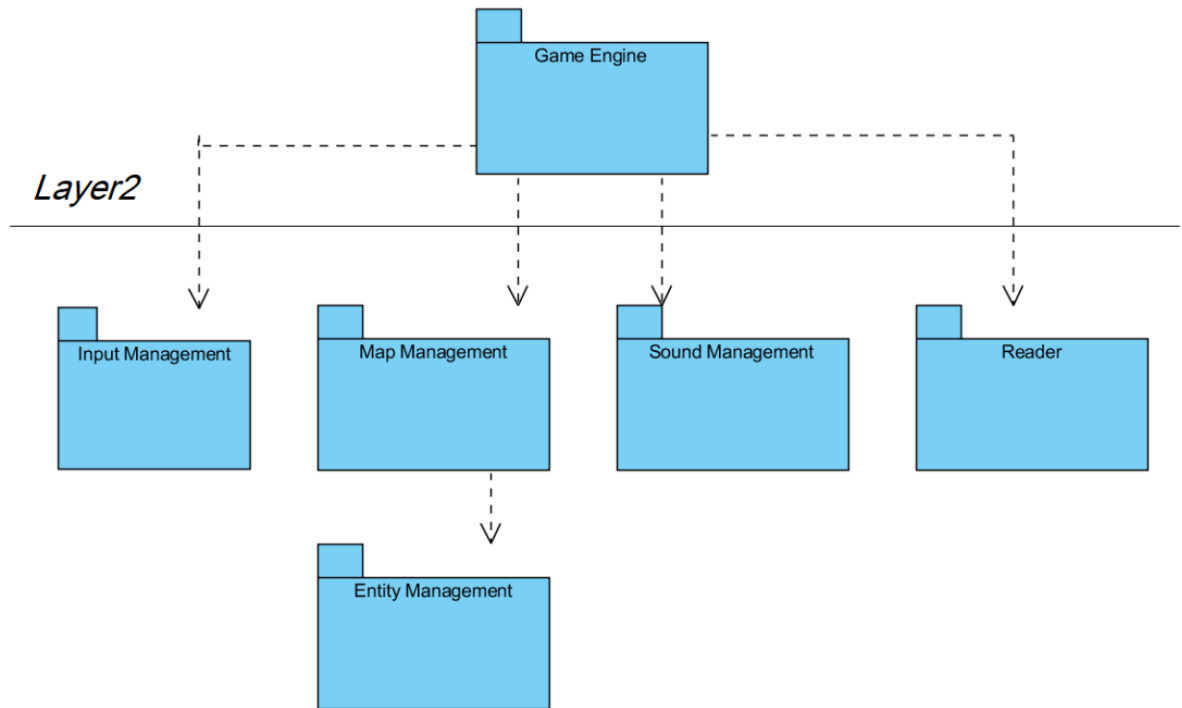 Game Engine
Layer2
Input Management
Map Management
Sound Management
Reader
Entity Management